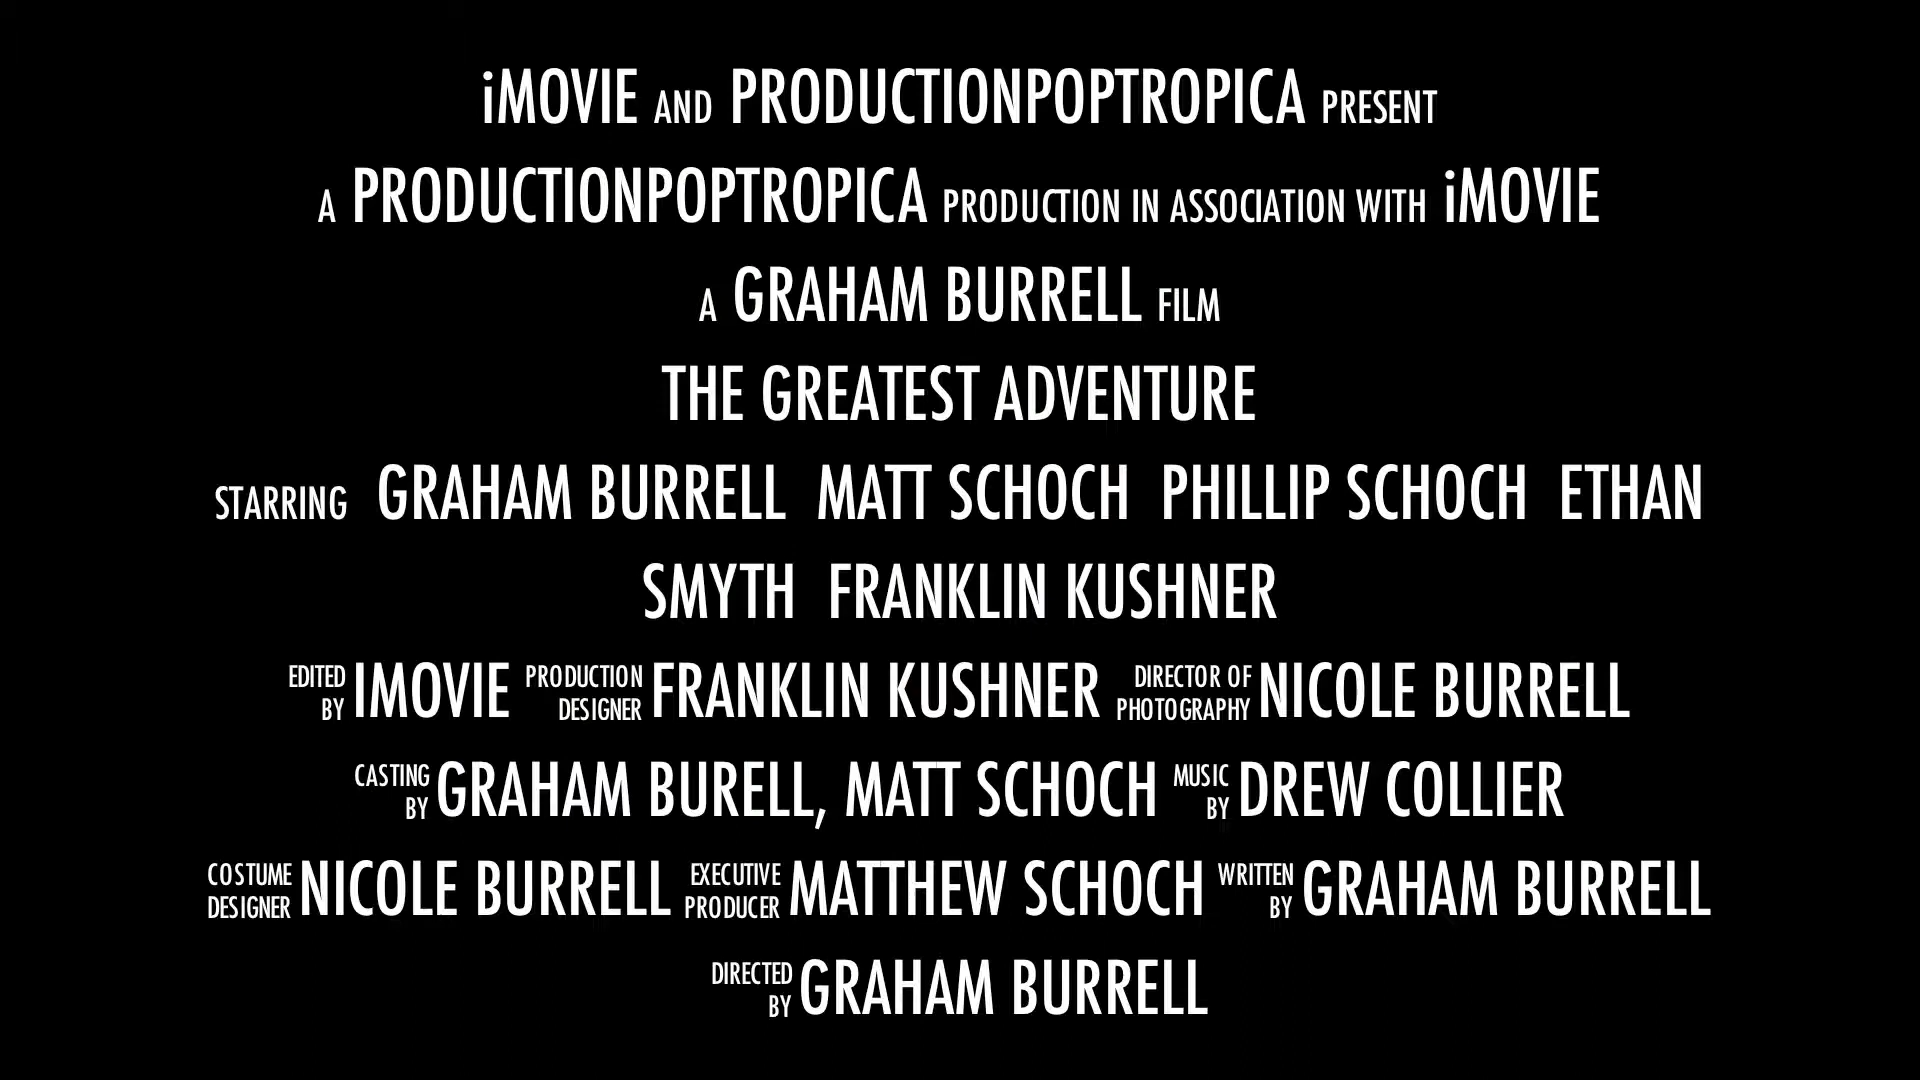 iMOVIE AND PRODUCTIONPOPTROPICA PRESENT
A PRODUCTIONPOPTROPICA PRODUCTION IN ASSOCIATION WITH iMOVIE
A GRAHAM BURRELL FILM
THE GREATEST ADVENTURE
STARRING GRAHAM BURRELL MATT SCHOCH PHILLIP SCHOCH ETHAN
SMYTH FRANKLIN KUSHNER
EDITED BY IMOVIE PRODUCTION DESIGNER FRANKLIN KUSHNER DIRECTOR OF PHOTOGRAPHY NICOLE BURRELL
CASTING BY GRAHAM BURELL, MATT SCHOCH MUSIC BY DREW COLLIER
COSTUME DESIGNER NICOLE BURRELL EXECUTIVE PRODUCER MATTHEW SCHOCH WRITTEN BY GRAHAM BURRELL
DIRECTED BY GRAHAM BURRELL